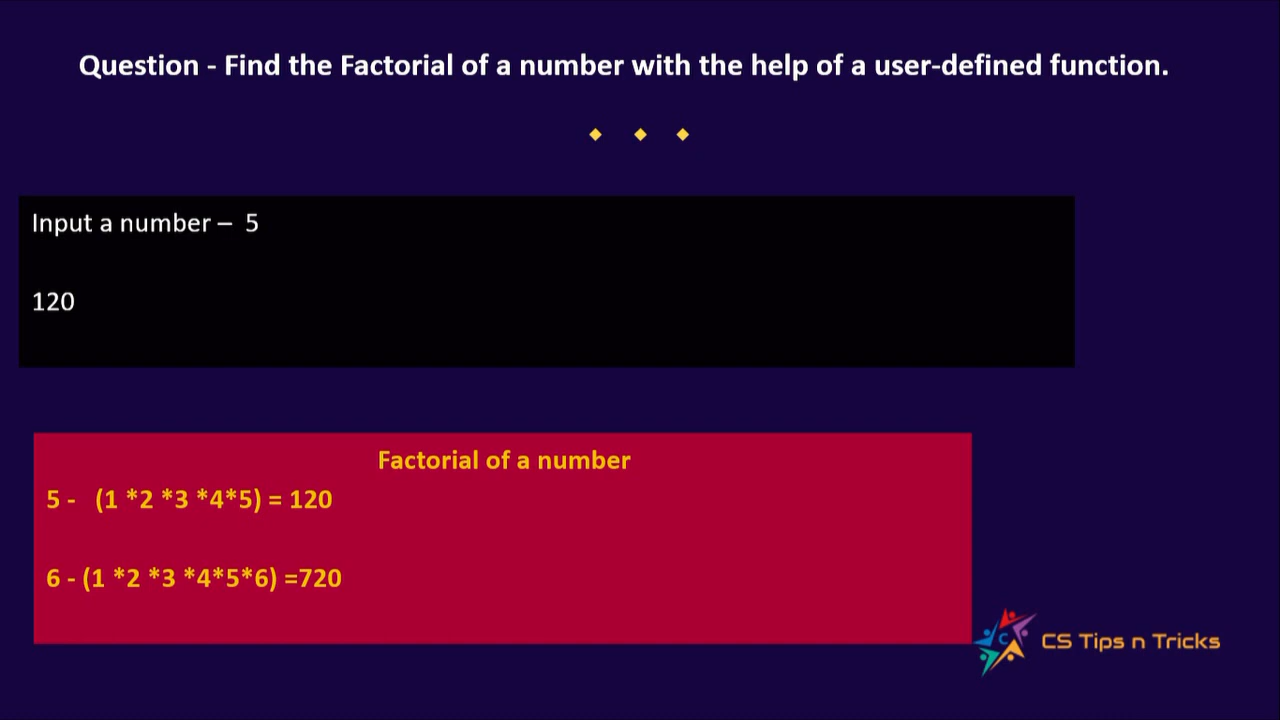 Question - Find the Factorial of a number with the help of a user-defined function.
Input a number – 5
120
Factorial of a number
5 - (1 *2 *3 *4*5) = 120
6 - (1 *2 *3 *4*5*6) =720
C
CS Tips n Tricks